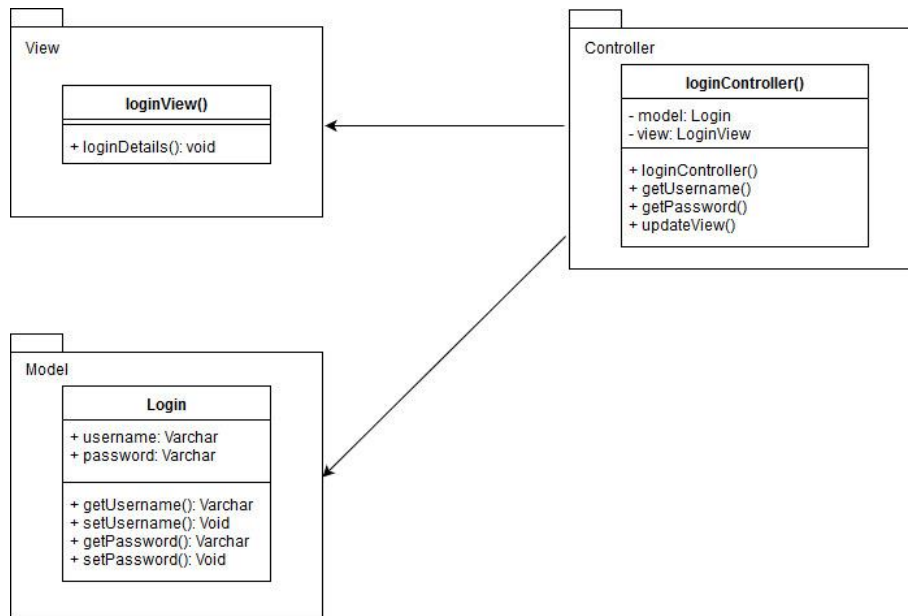 View
loginView()
+ loginDetails(): void
Controller
loginController()
- model: Login
- view: LoginView
+ loginController()
+ getUsername()
+ getPassword()
+ updateView()
Model
Login
+ username: Varchar
+ password: Varchar
+ getUsername(): Varchar
+ setUsername(): Void
+ getPassword(): Varchar
+ setPassword(): Void